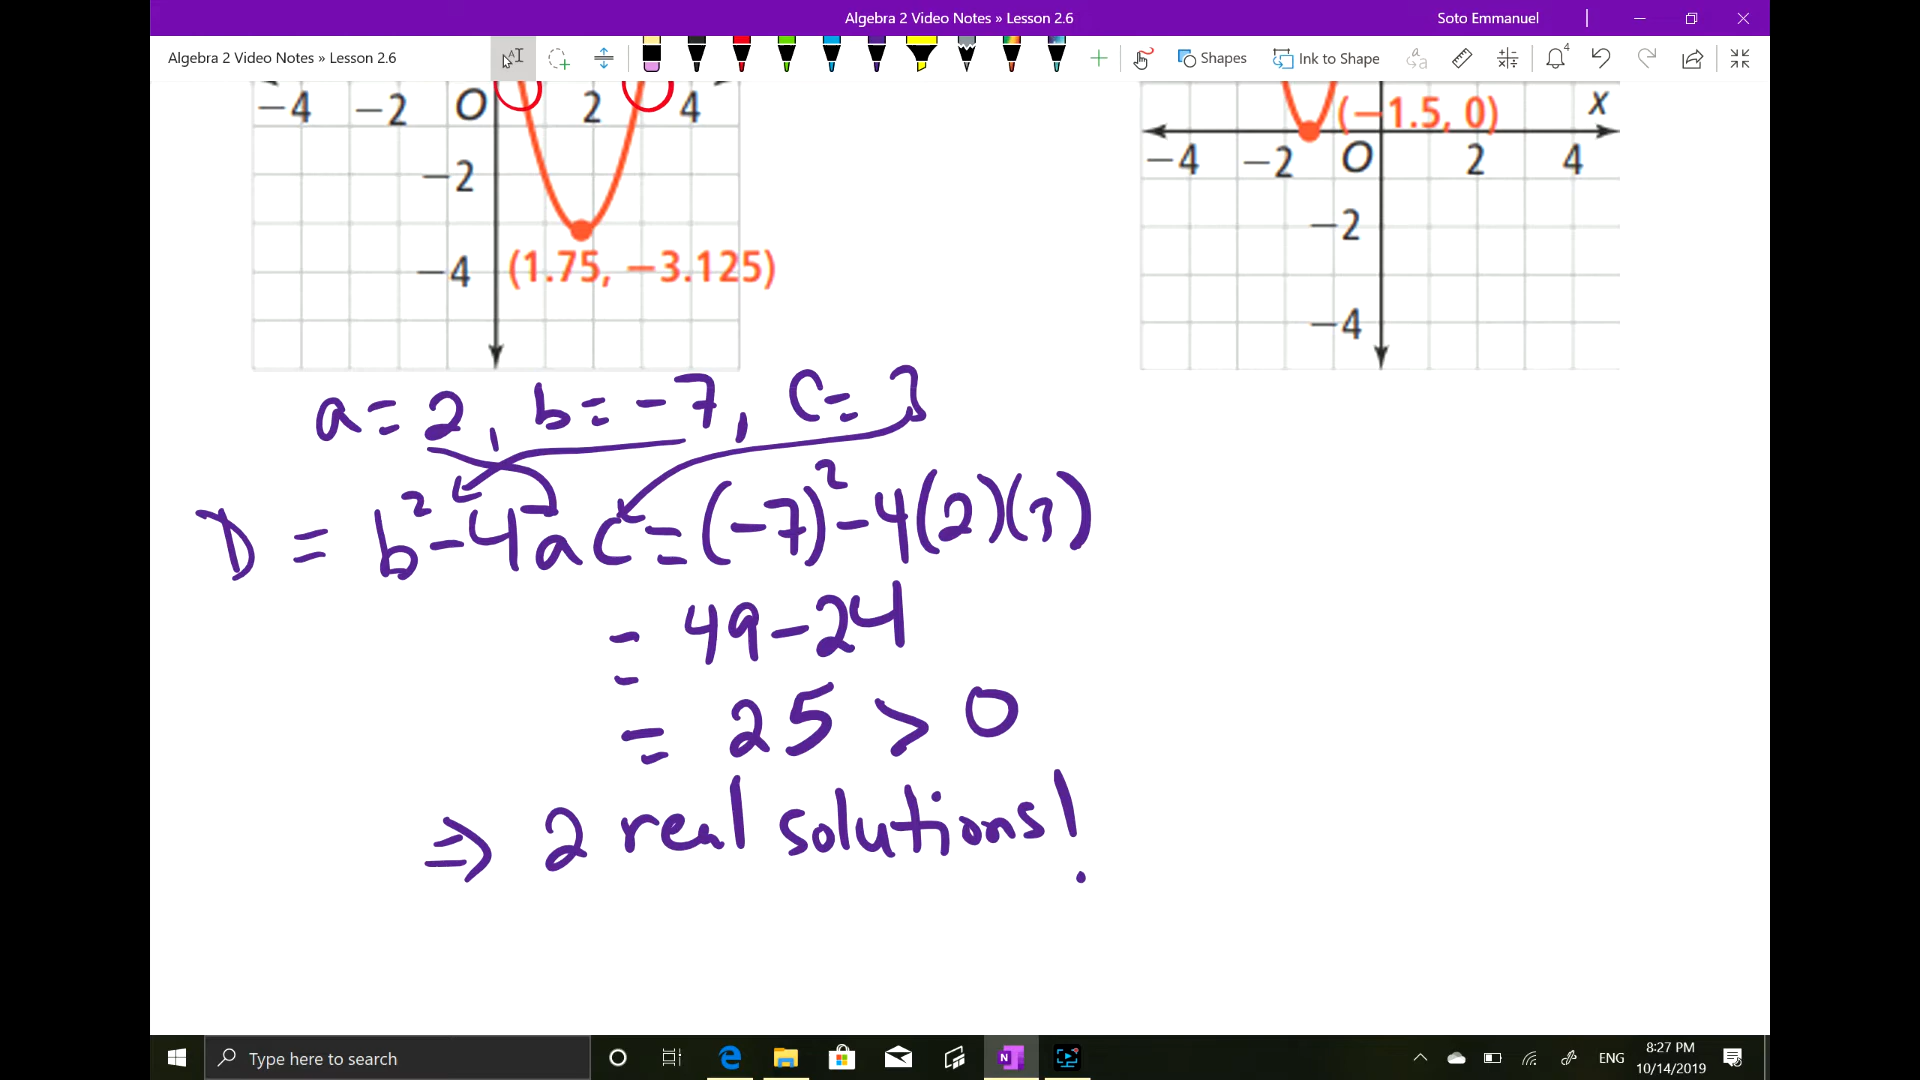 Algebra 2 Video Notes » Lesson 2.6
Soto Emmanuel
Algebra 2 Video Notes » Lesson 2.6
Shapes
Ink to Shape
4
−4 −2 O 2 4
−2
−4
(1.75, −3.125)
(−1.5, 0) x
−4 −2 O 2 4
−2
−4
a = 2, b = −7, c = 3
D = b² − 4ac = (−7)² − 4(2)(3)
= 49 − 24
= 25 > 0
⇒ 2 real solutions!
Type here to search
ENG
8:27 PM
10/14/2019